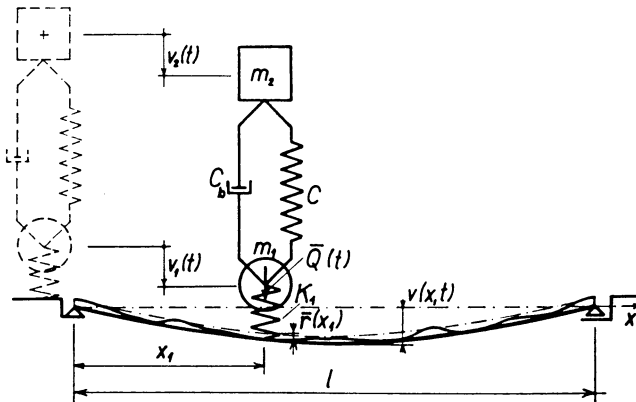 v₂(t)
m₂
C_b
C
m₁
Q̄(t)
v₁(t)
K₁
v(x,t)
r̄(x₁)
x
x₁
l